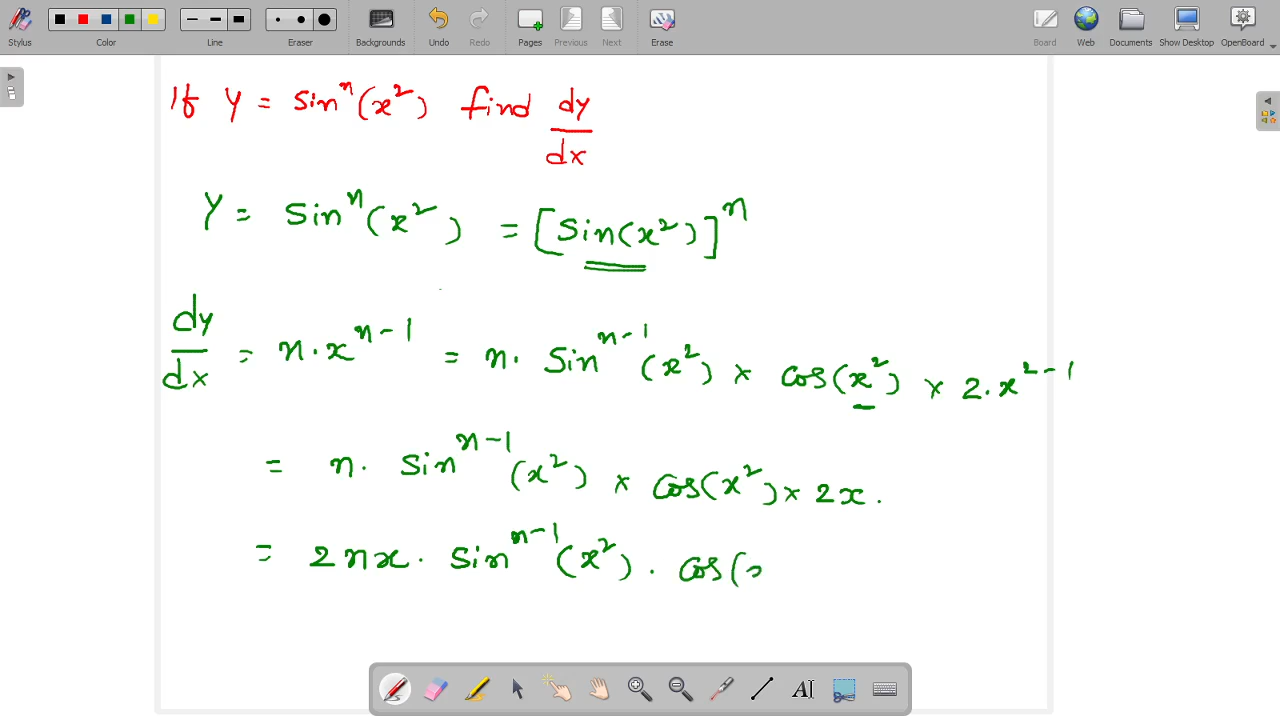 Stylus Color Line Eraser Backgrounds Undo Redo Pages Previous Next Erase Board Web Documents Show Desktop OpenBoard
If Y = sinⁿ(x²) find dy/dx
Y = sinⁿ(x²) = [sin(x²)]ⁿ
dy/dx = n·xⁿ⁻¹ = n· sinⁿ⁻¹(x²) × cos(x²) × 2·x²⁻¹
= n· sinⁿ⁻¹(x²) × cos(x²) × 2x.
= 2nx· sinⁿ⁻¹(x²)· cos(
AI